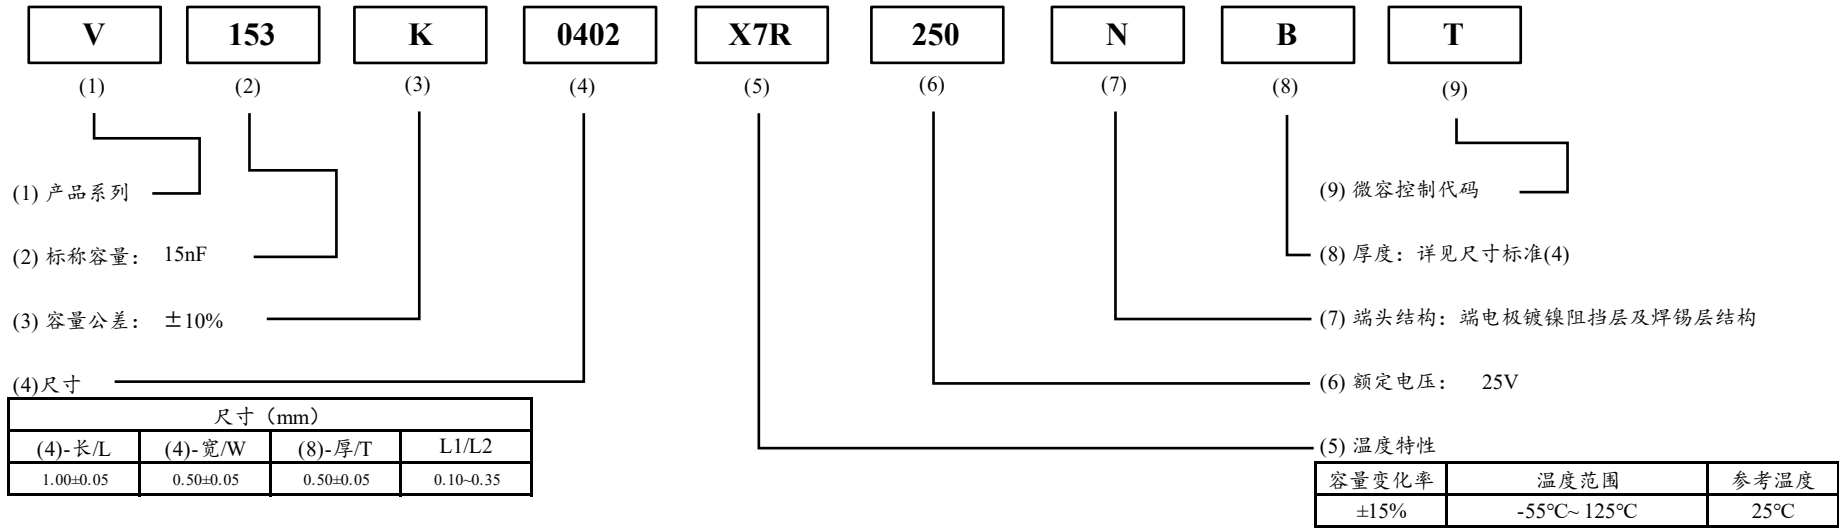 V 153 K 0402 X7R 250 N B T
(1) (2) (3) (4) (5) (6) (7) (8) (9)
(1) 产品系列
(9) 微容控制代码
(2) 标称容量： 15nF
(8) 厚度：详见尺寸标准(4)
(3) 容量公差： ±10%
(7) 端头结构：端电极镀镍阻挡层及焊锡层结构
(4)尺寸
(6) 额定电压： 25V
尺寸（mm）
(4)-长/L (4)-宽/W (8)-厚/T L1/L2
1.00±0.05 0.50±0.05 0.50±0.05 0.10~0.35
(5) 温度特性
容量变化率 温度范围 参考温度
±15% -55℃~ 125℃ 25℃